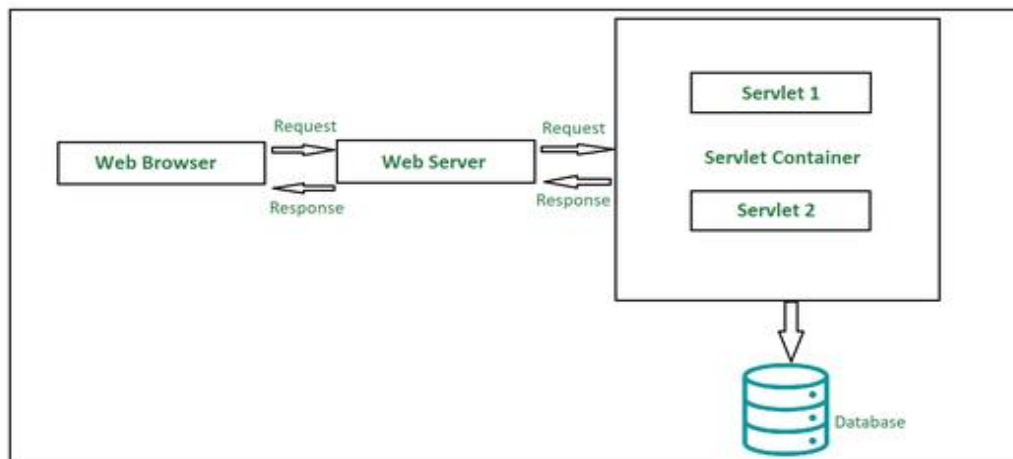 Web Browser
Request
Response
Web Server
Request
Response
Servlet 1
Servlet Container
Servlet 2
Database